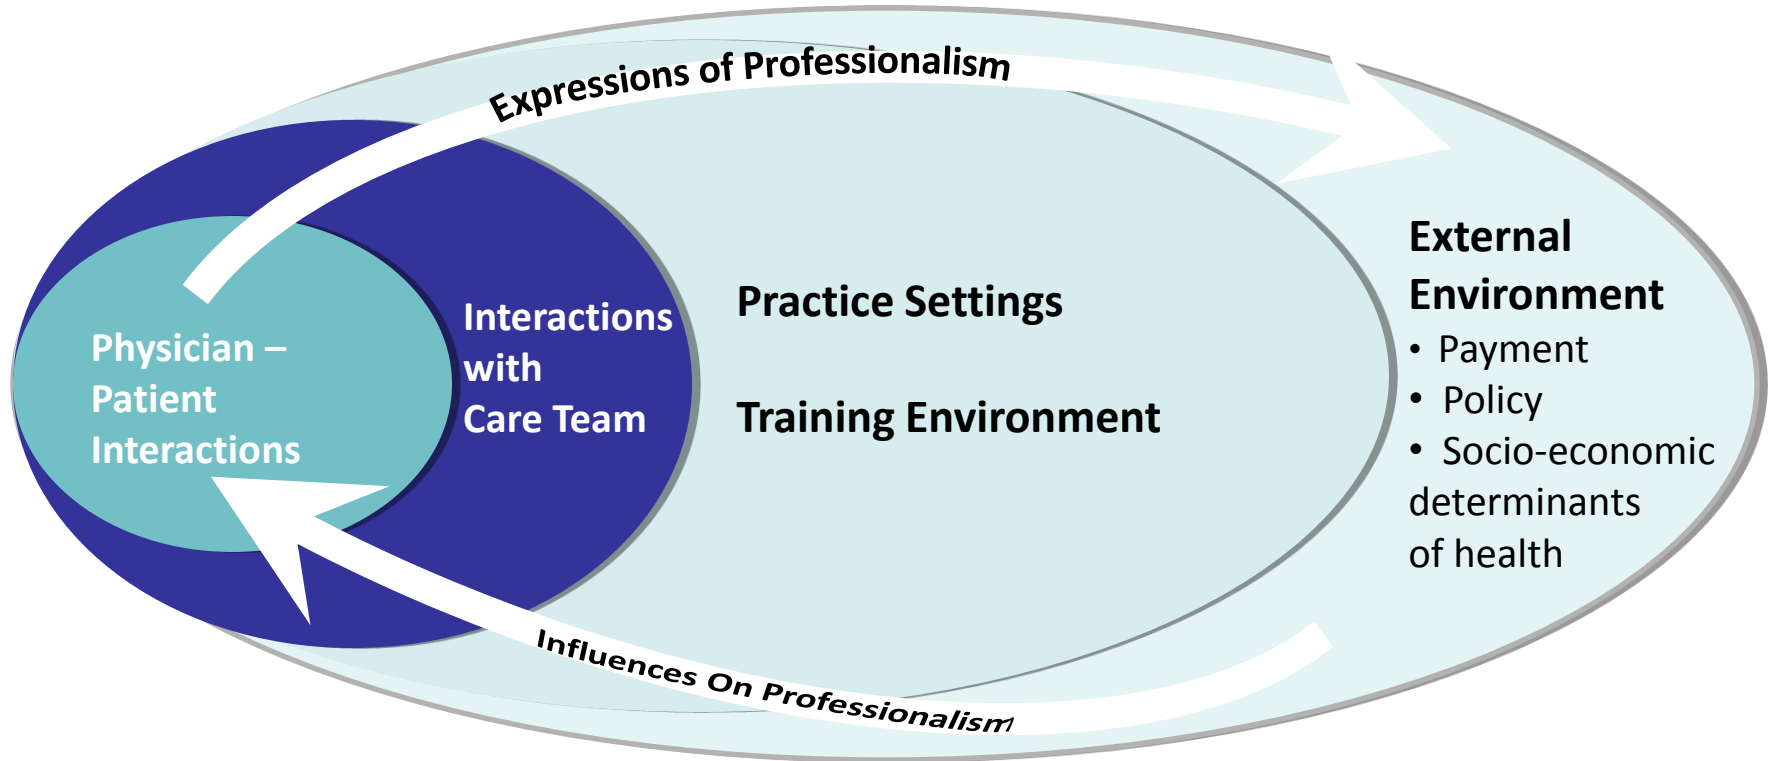 Expressions of Professionalism
Physician –
Patient
Interactions
Interactions
with
Care Team
Practice Settings
Training Environment
External
Environment
• Payment
• Policy
• Socio-economic
determinants
of health
Influences On Professionalism